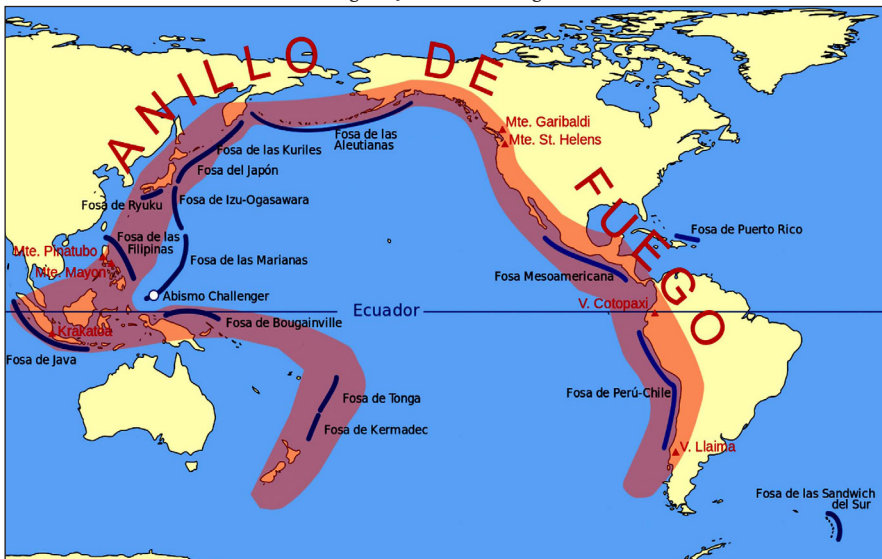 ANILLO DE FUEGO
Mte. Garibaldi
Mte. St. Helens
Fosa de las
Aleutianas
Fosa de las Kuriles
Fosa del Japón
Fosa de Izu-Ogasawara
Fosa de Ryuku
Fosa de las
Filipinas
Fosa de Puerto Rico
Mte. Pinatubo
Mte. Mayon
Fosa de las Marianas
Fosa Mesoamericana
Abismo Challenger
V. Cotopaxi
Ecuador
Fosa de Bougainville
Krakatoa
Fosa de Java
Fosa de Tonga
Fosa de Perú-Chile
Fosa de Kermadec
V. Llaima
Fosa de las Sandwich
del Sur